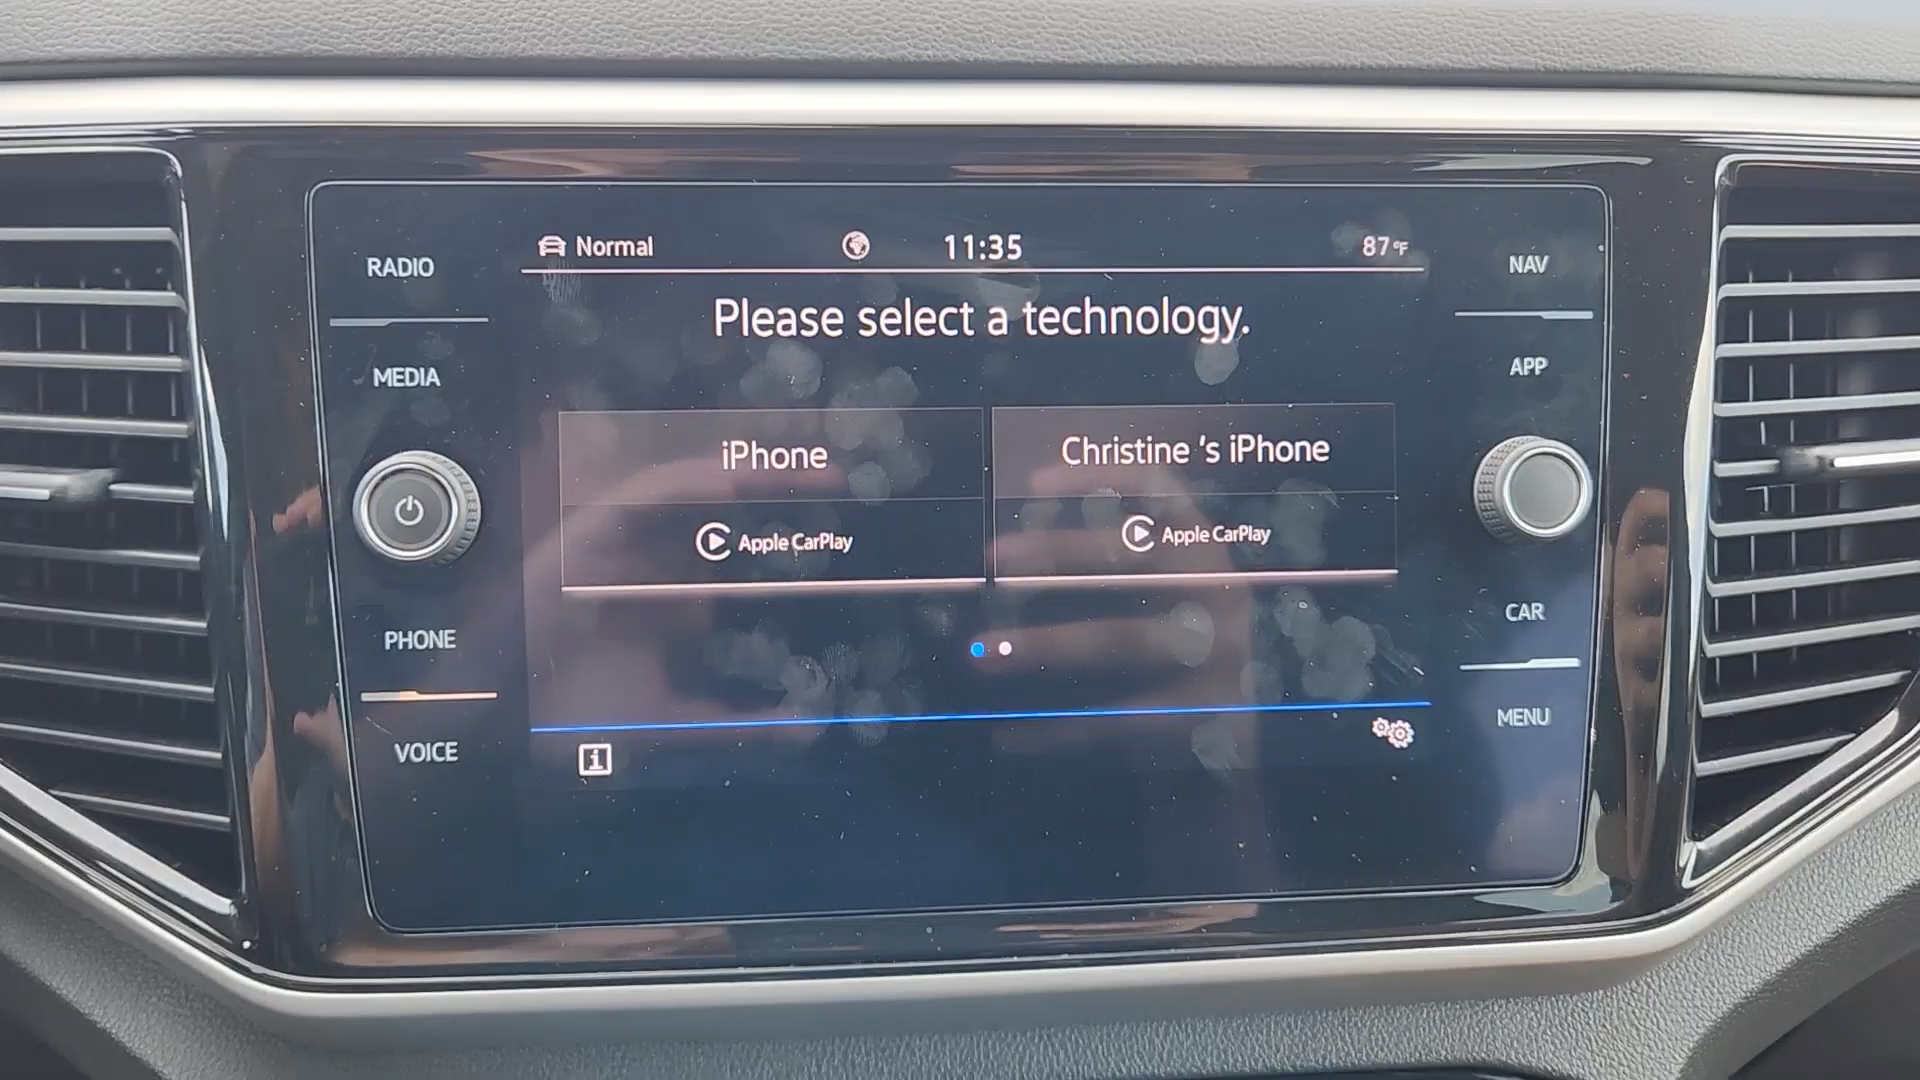 Normal 11:35 87°F
RADIO
MEDIA
PHONE
VOICE
Please select a technology.
iPhone
Apple CarPlay
Christine 's iPhone
Apple CarPlay
i
NAV
APP
CAR
MENU